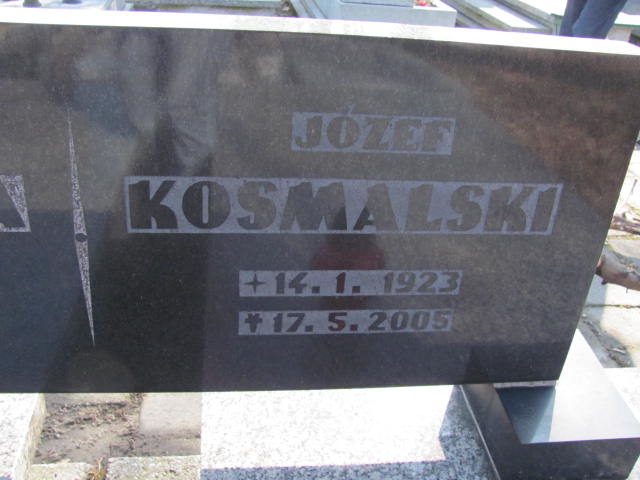 JÓZEF
KOSMALSKI
14. 1. 1923
✝ 17. 5. 2005